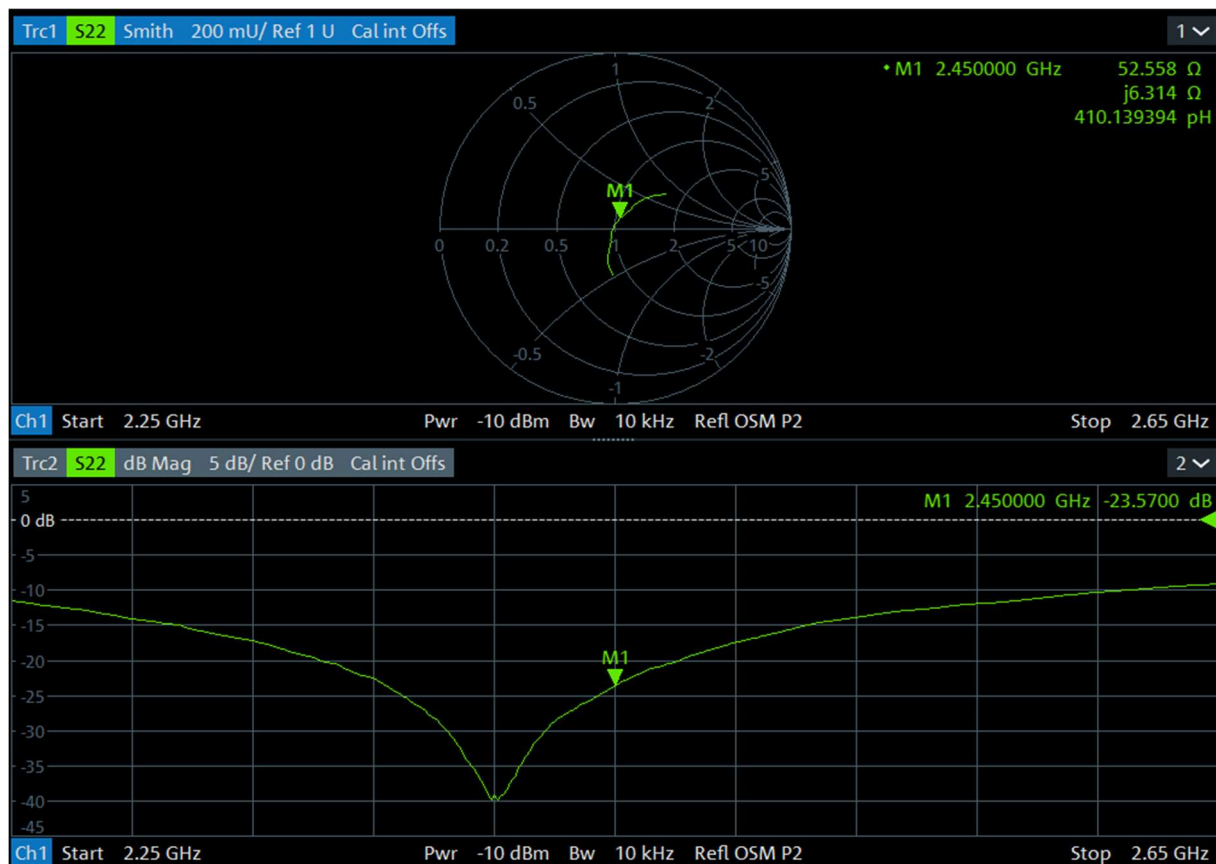 Trc1 S22 Smith 200 mU/ Ref 1 U Cal int Offs 1
• M1 2.450000 GHz 52.558 Ω
j6.314 Ω
410.139394 pH
1
0.5 2
5
M1
0 0.2 0.5 1 2 5 10
-5
-0.5 -2
-1
Ch1 Start 2.25 GHz Pwr -10 dBm Bw 10 kHz Refl OSM P2 Stop 2.65 GHz
Trc2 S22 dB Mag 5 dB/ Ref 0 dB Cal int Offs 2
5
M1 2.450000 GHz -23.5700 dB
0 dB
-5
-10
-15
M1
-20
-25
-30
-35
-40
-45
Ch1 Start 2.25 GHz Pwr -10 dBm Bw 10 kHz Refl OSM P2 Stop 2.65 GHz